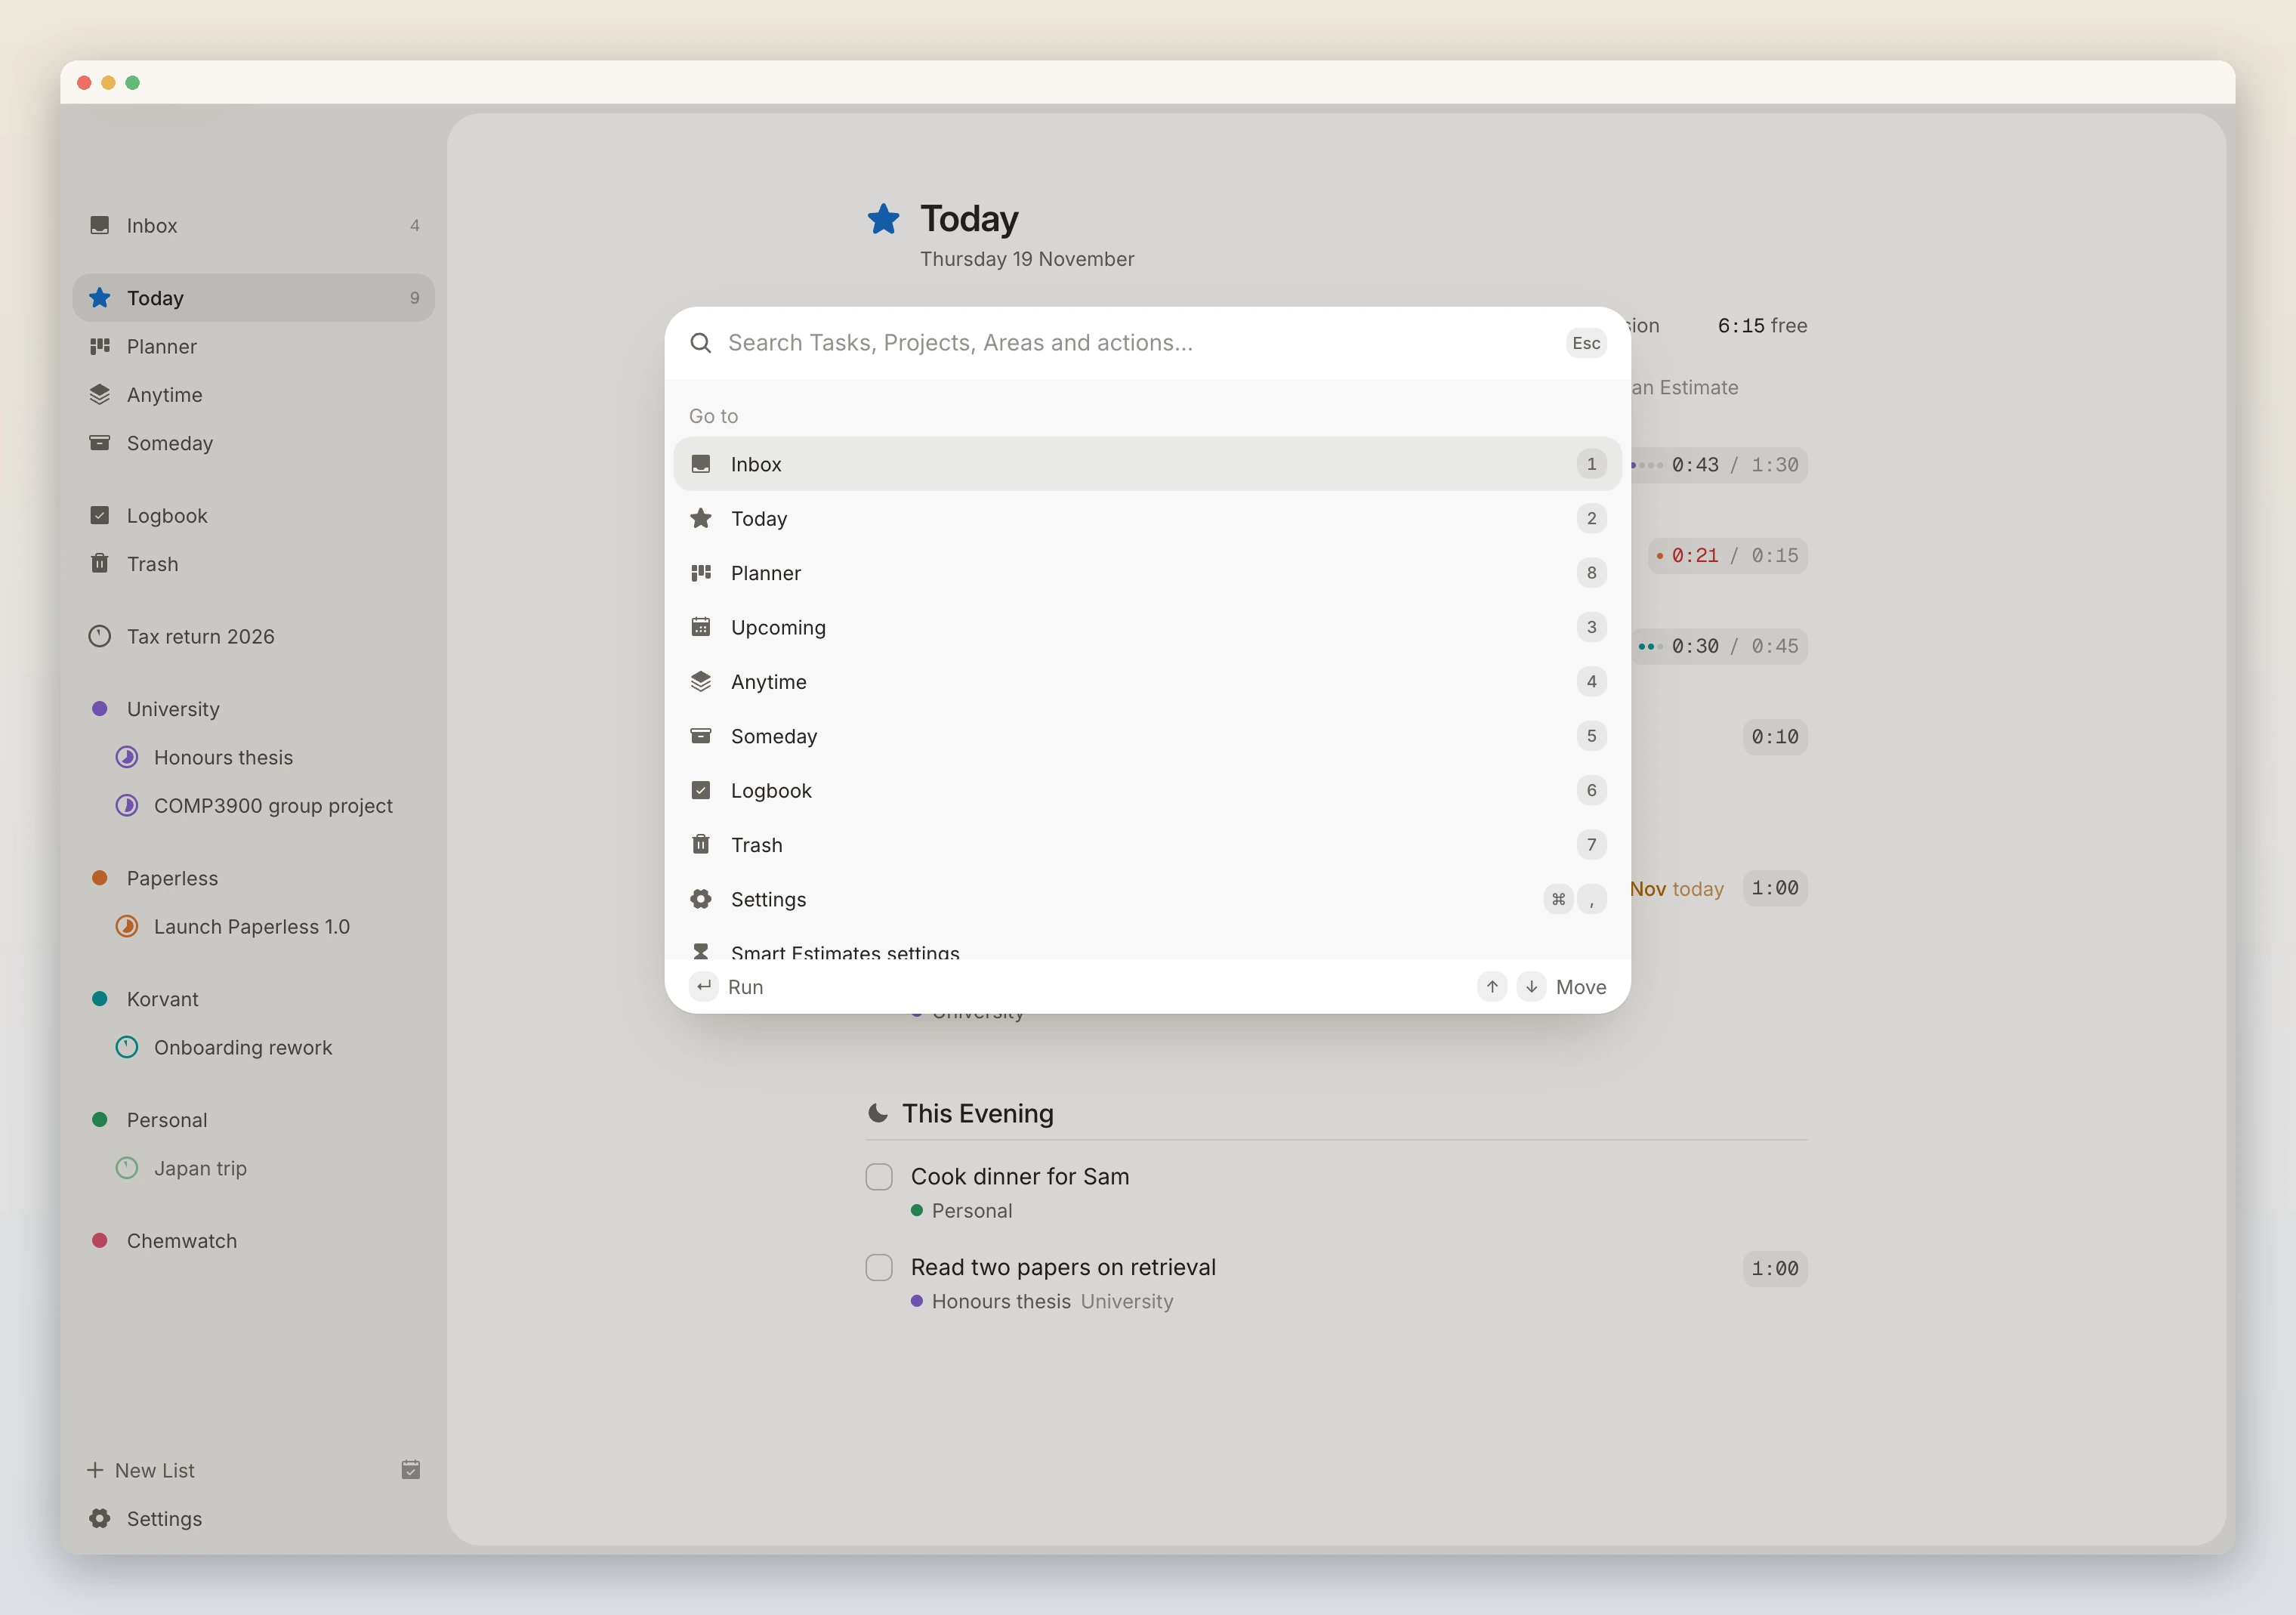 Inbox 4
Today 9
Planner
Anytime
Someday
Logbook
Trash
Tax return 2026
University
Honours thesis
COMP3900 group project
Paperless
Launch Paperless 1.0
Korvant
Onboarding rework
Personal
Japan trip
Chemwatch
New List
Settings
Today
Thursday 19 November
6:15 free
an Estimate
0:43 / 1:30
0:21 / 0:15
0:30 / 0:45
0:10
Nov today 1:00
Search Tasks, Projects, Areas and actions... Esc
Go to
Inbox 1
Today 2
Planner 8
Upcoming 3
Anytime 4
Someday 5
Logbook 6
Trash 7
Settings ⌘ ,
Smart Estimates settings
↵ Run ↑ ↓ Move
University
This Evening
Cook dinner for Sam
Personal
Read two papers on retrieval 1:00
Honours thesis University